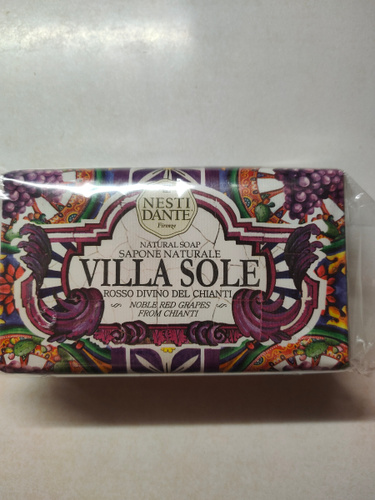 NESTI
DANTE
Firenze
NATURAL SOAP
SAPONE NATURALE
VILLA SOLE
ROSSO DIVINO DEL CHIANTI
NOBLE RED GRAPES
FROM CHIANTI